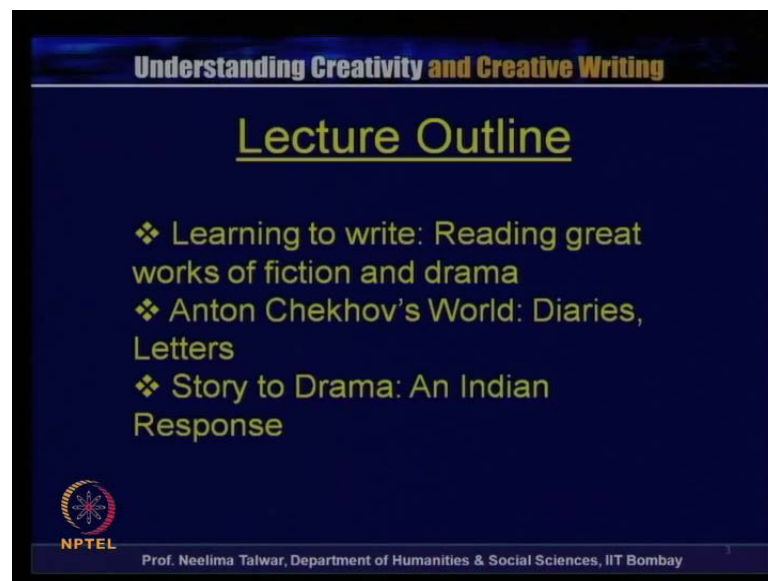 Understanding Creativity and Creative Writing
Lecture Outline
❖ Learning to write: Reading great
works of fiction and drama
❖ Anton Chekhov's World: Diaries,
Letters
❖ Story to Drama: An Indian
Response
NPTEL
Prof. Neelima Talwar, Department of Humanities & Social Sciences, IIT Bombay
3